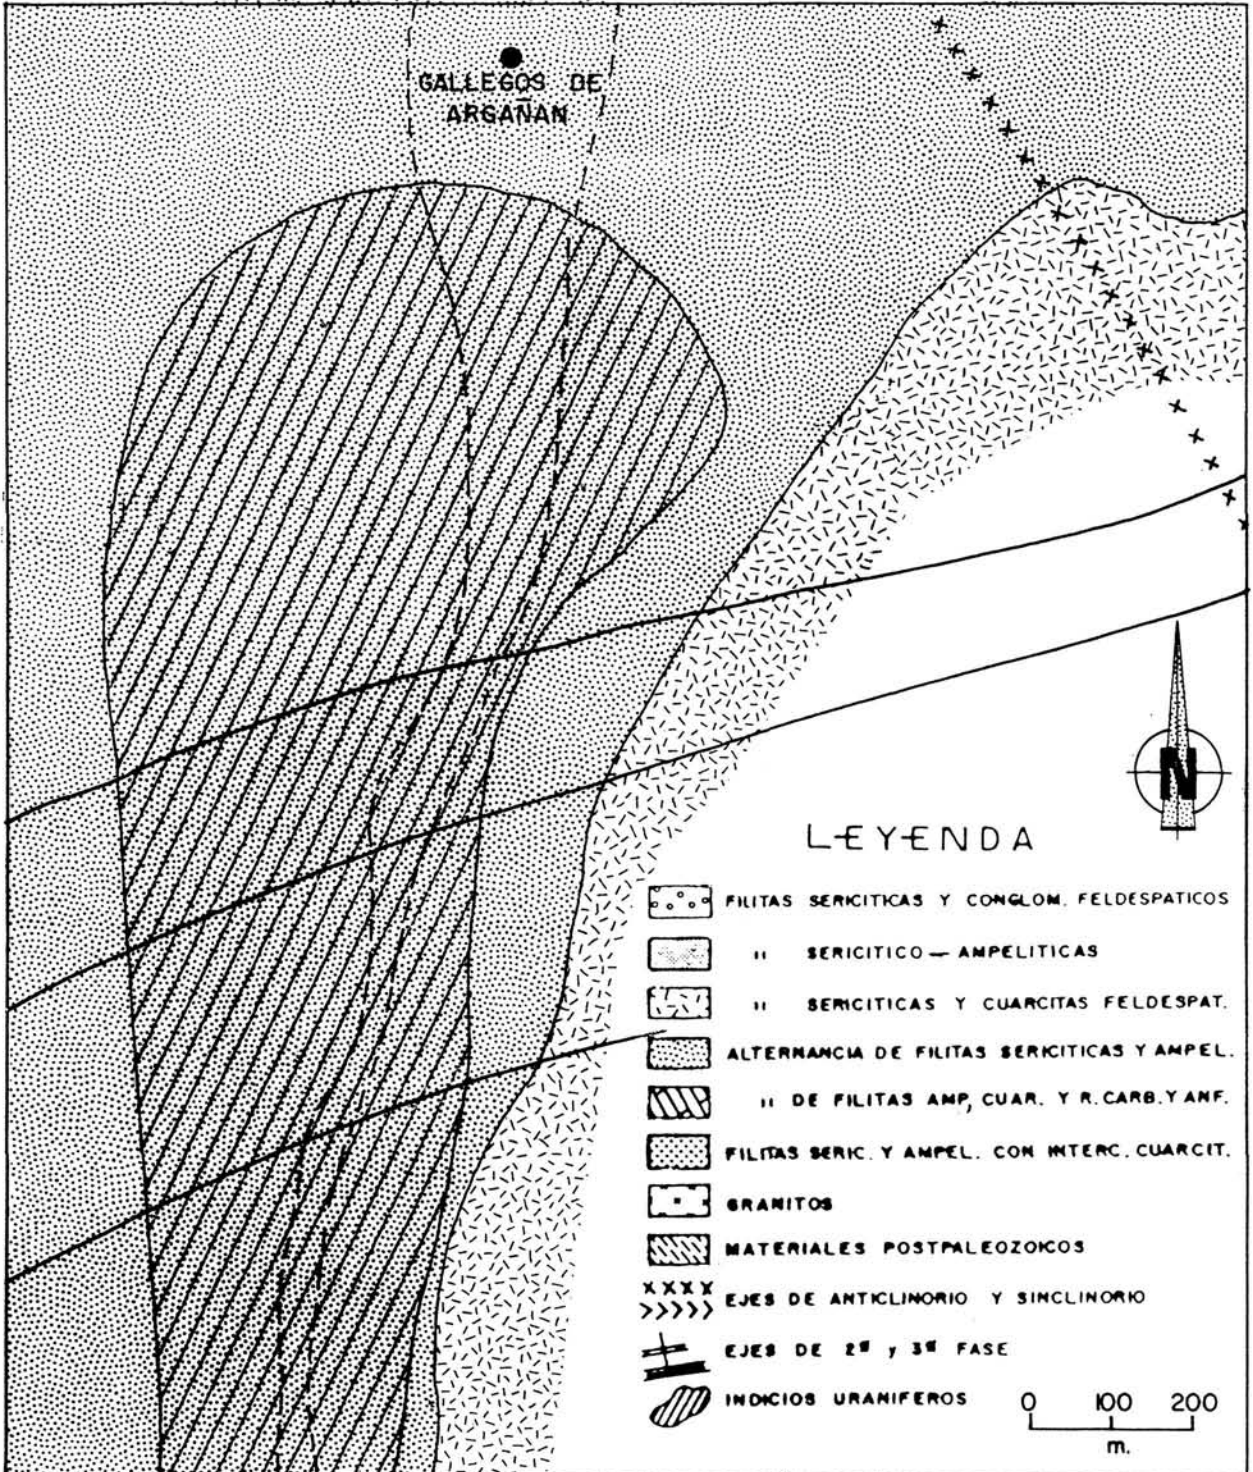 GALLEGOS DE
ARGAÑAN
N
LEYENDA
FILITAS SERICITICAS Y CONGLOM. FELDESPATICOS
" SERICITICO — AMPELITICAS
" SERICITICAS Y CUARCITAS FELDESPAT.
ALTERNANCIA DE FILITAS SERICITICAS Y AMPEL.
" DE FILITAS AMP, CUAR. Y R. CARB. Y ANF.
FILITAS SERIC. Y AMPEL. CON INTERC. CUARCIT.
GRANITOS
MATERIALES POSTPALEOZOICOS
EJES DE ANTICLINORIO Y SINCLINORIO
EJES DE 2ª y 3ª FASE
INDICIOS URANIFEROS
0 100 200
m.